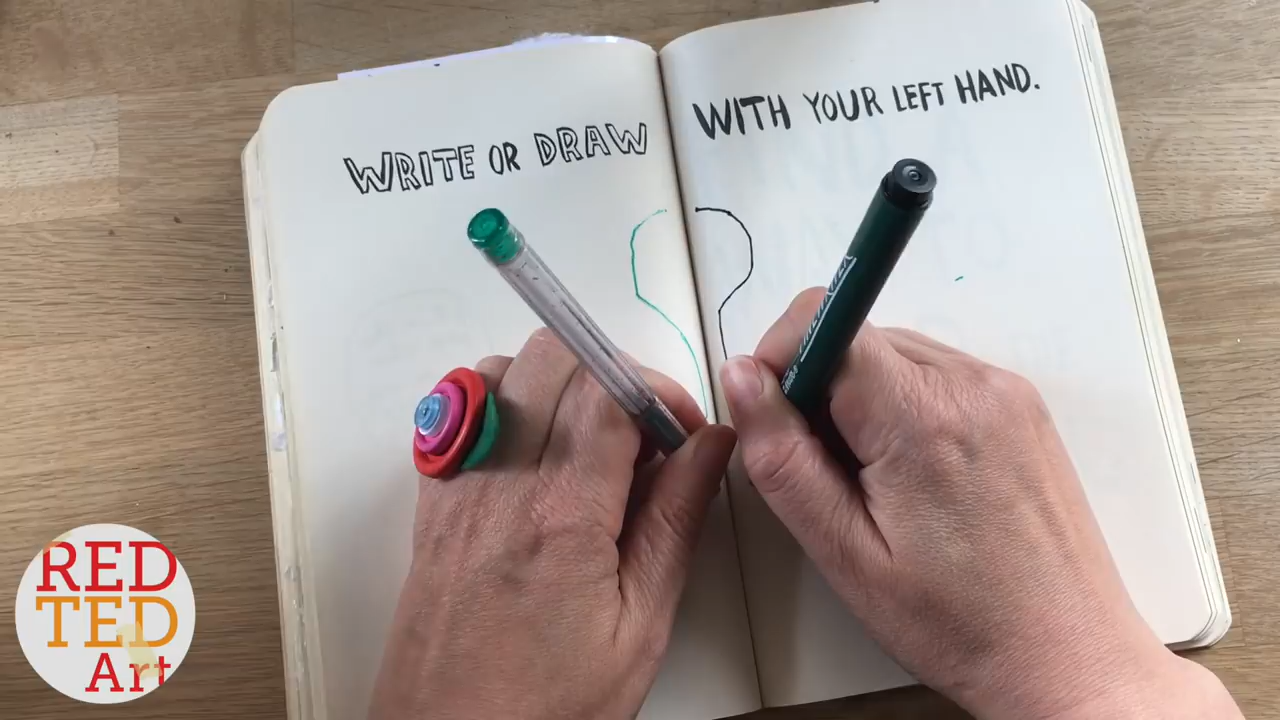 WRITE OR DRAW
WITH YOUR LEFT HAND.
RED
TED
Art